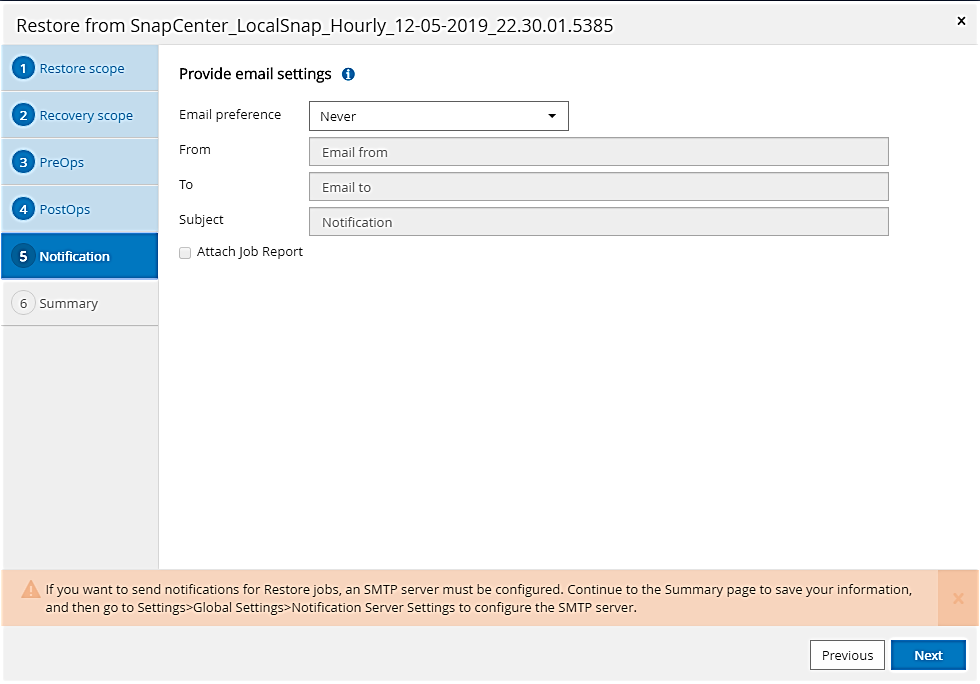 Restore from SnapCenter_LocalSnap_Hourly_12-05-2019_22.30.01.5385
x
1 Restore scope
2 Recovery scope
3 PreOps
4 PostOps
5 Notification
6 Summary
Provide email settings i
Email preference Never
From Email from
To Email to
Subject Notification
Attach Job Report
If you want to send notifications for Restore jobs, an SMTP server must be configured. Continue to the Summary page to save your information,
and then go to Settings>Global Settings>Notification Server Settings to configure the SMTP server.
x
Previous Next